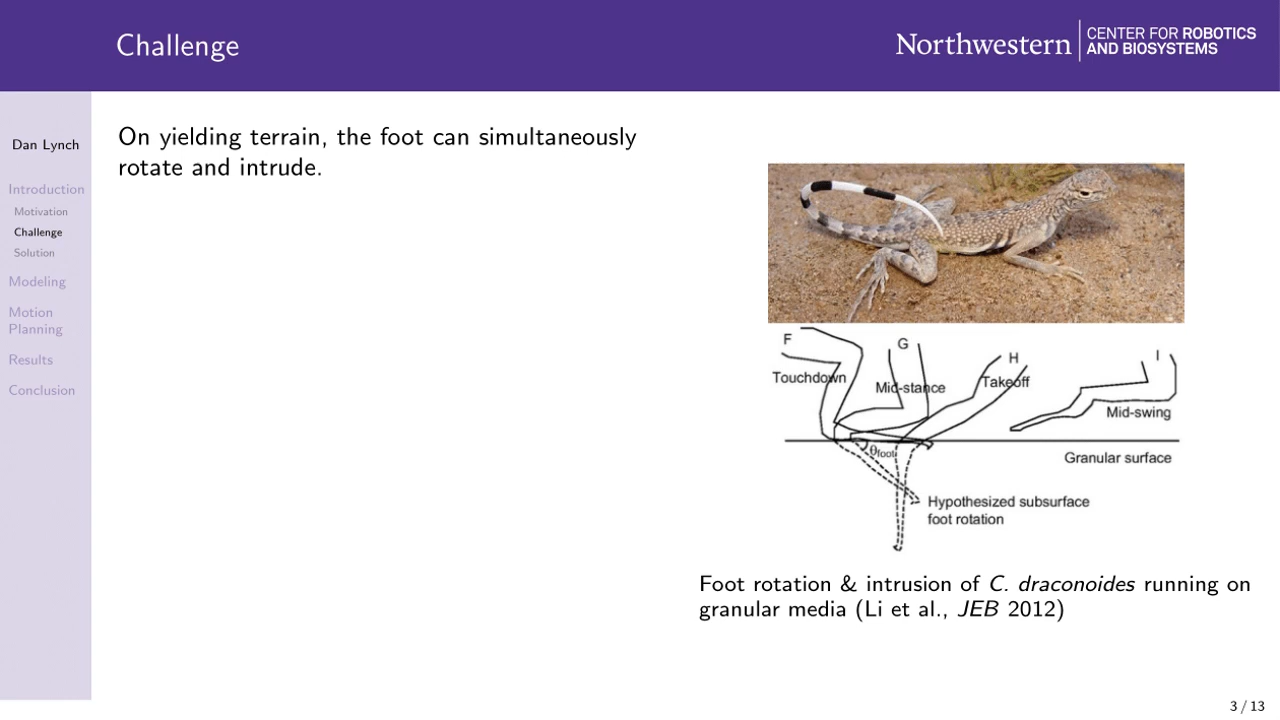 Challenge
Northwestern
CENTER FOR ROBOTICS
AND BIOSYSTEMS
Dan Lynch
Introduction
Motivation
Challenge
Solution
Modeling
Motion
Planning
Results
Conclusion
On yielding terrain, the foot can simultaneously
rotate and intrude.
F
G
H
I
Touchdown
Mid-stance
Takeoff
Mid-swing
θfoot
Granular surface
Hypothesized subsurface
foot rotation
Foot rotation & intrusion of C. draconoides running on
granular media (Li et al., JEB 2012)
3 / 13